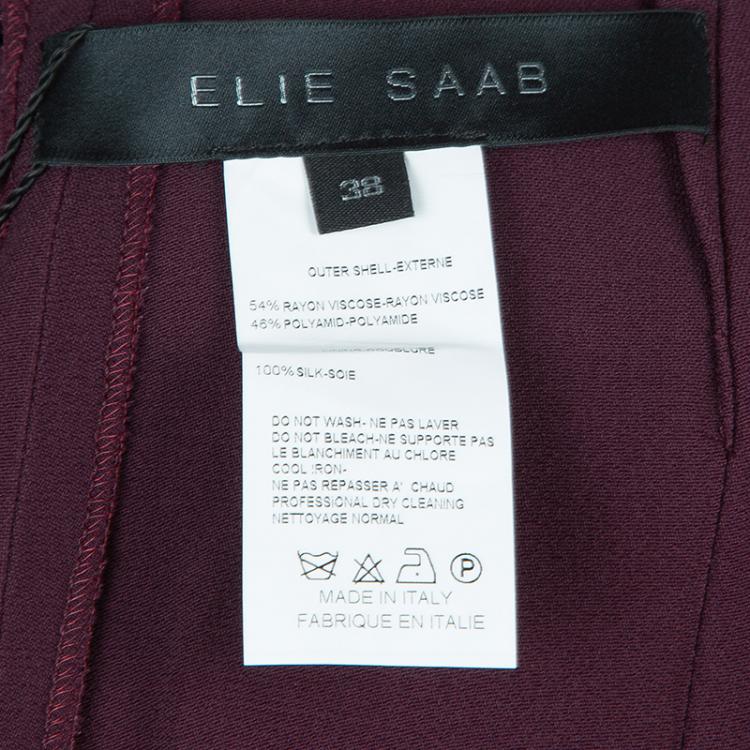 ELIE SAAB
38
OUTER SHELL-EXTERNE
54% RAYON VISCOSE-RAYON VISCOSE
46% POLYAMID-POLYAMIDE
100% SILK-SOIE
DO NOT WASH- NE PAS LAVER
DO NOT BLEACH-NE SUPPORTE PAS
LE BLANCHIMENT AU CHLORE
COOL IRON-
NE PAS REPASSER A' CHAUD
PROFESSIONAL DRY CLEANING
NETTOYAGE NORMAL
P
MADE IN ITALY
FABRIQUE EN ITALIE